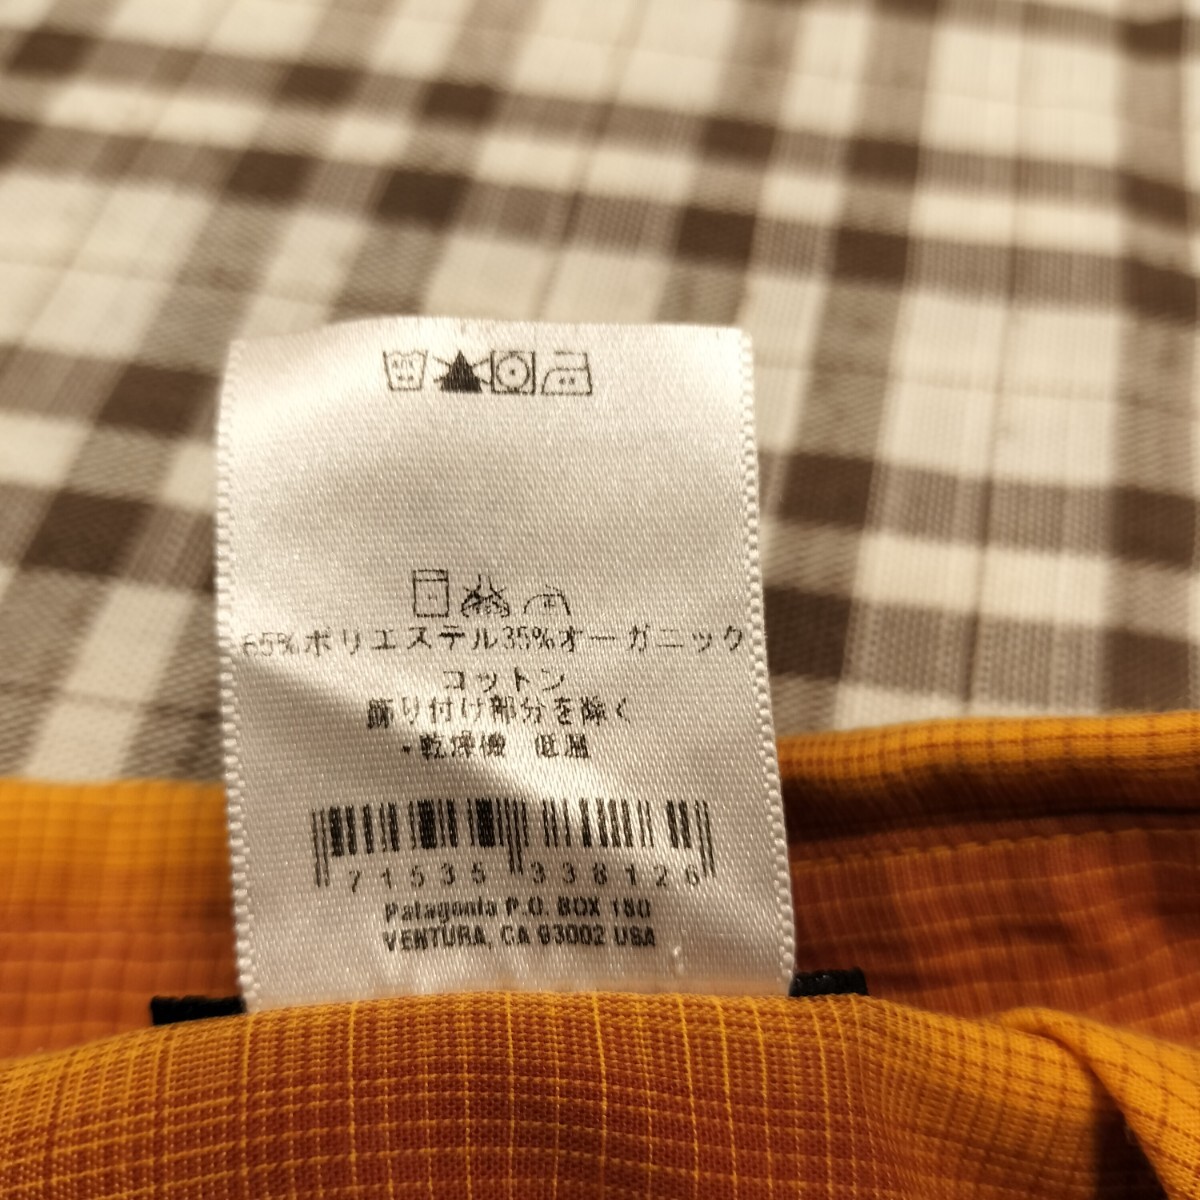 65%ポリエステル35%オーガニック
コットン
飾り付け部分を除く
・乾燥機 低温
71535 338126
Patagonia P.O. BOX 150
VENTURA, CA 93002 USA